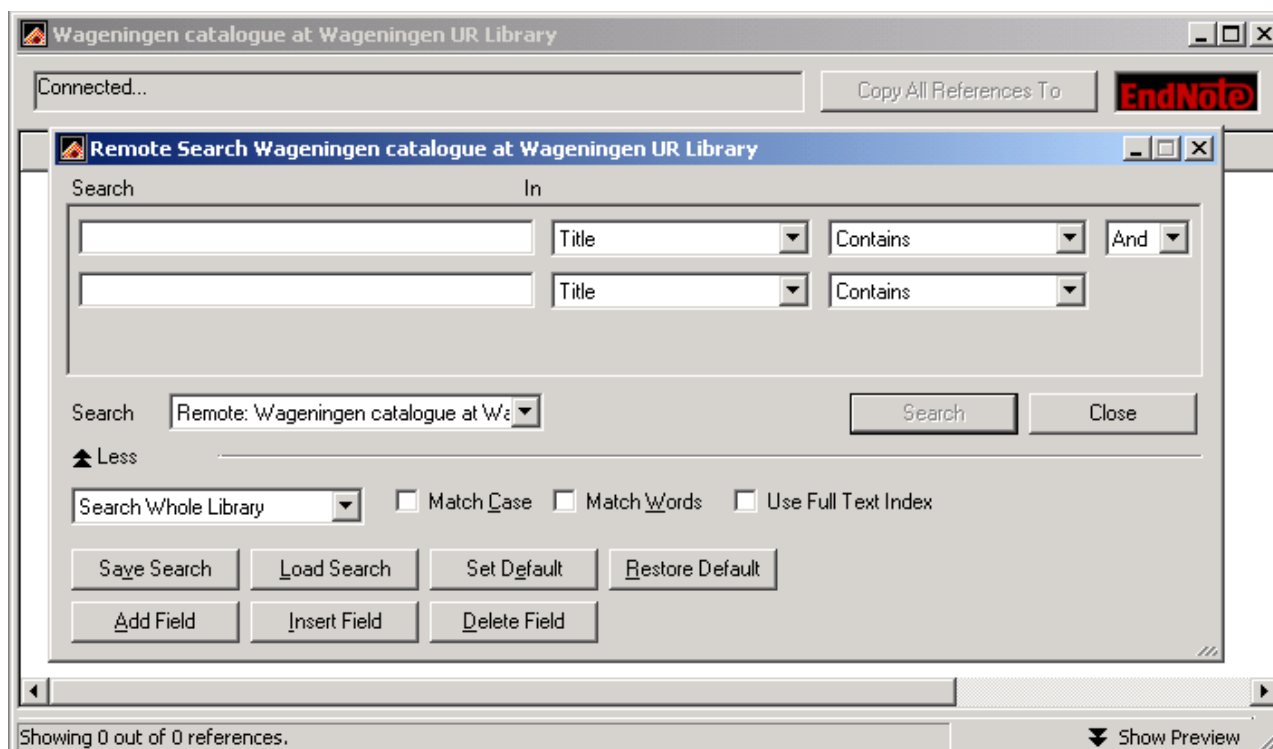 Wageningen catalogue at Wageningen UR Library
Connected... Copy All References To EndNote
Remote Search Wageningen catalogue at Wageningen UR Library
Search In
Title Contains And
Title Contains
Search Remote: Wageningen catalogue at Wa Search Close
Less
Search Whole Library Match Case Match Words Use Full Text Index
Save Search Load Search Set Default Restore Default
Add Field Insert Field Delete Field
Showing 0 out of 0 references. Show Preview